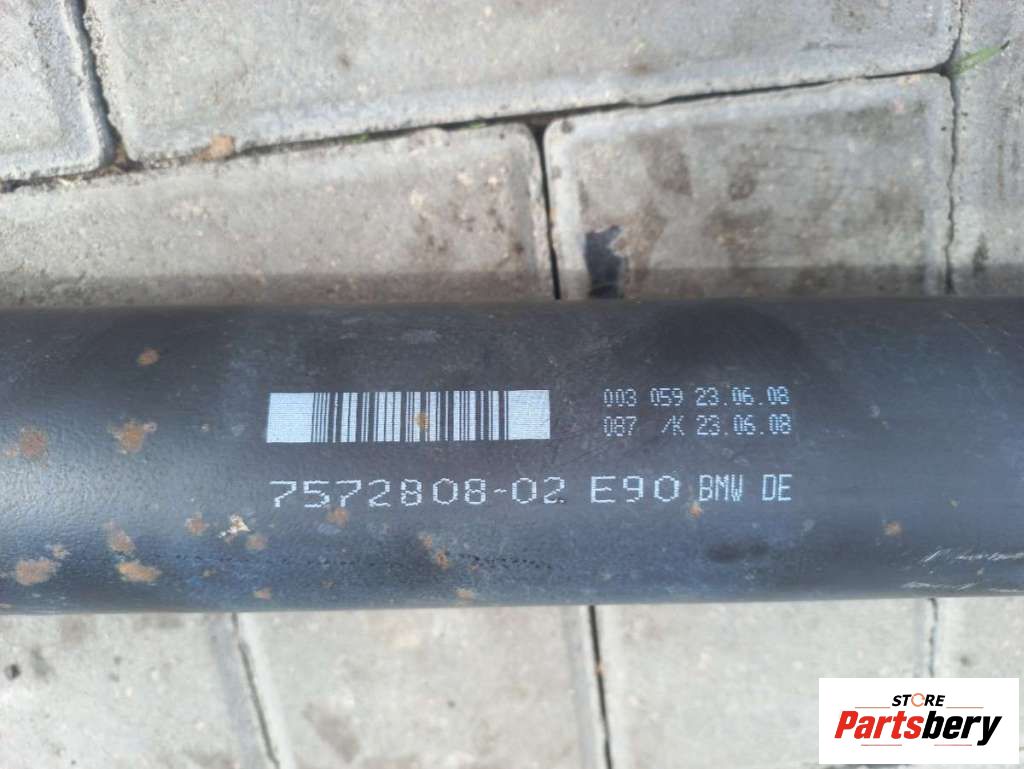 003 059 23.06.08
087 /K 23.06.08
7572808-02 E90 BMW DE
STORE
Partsbery